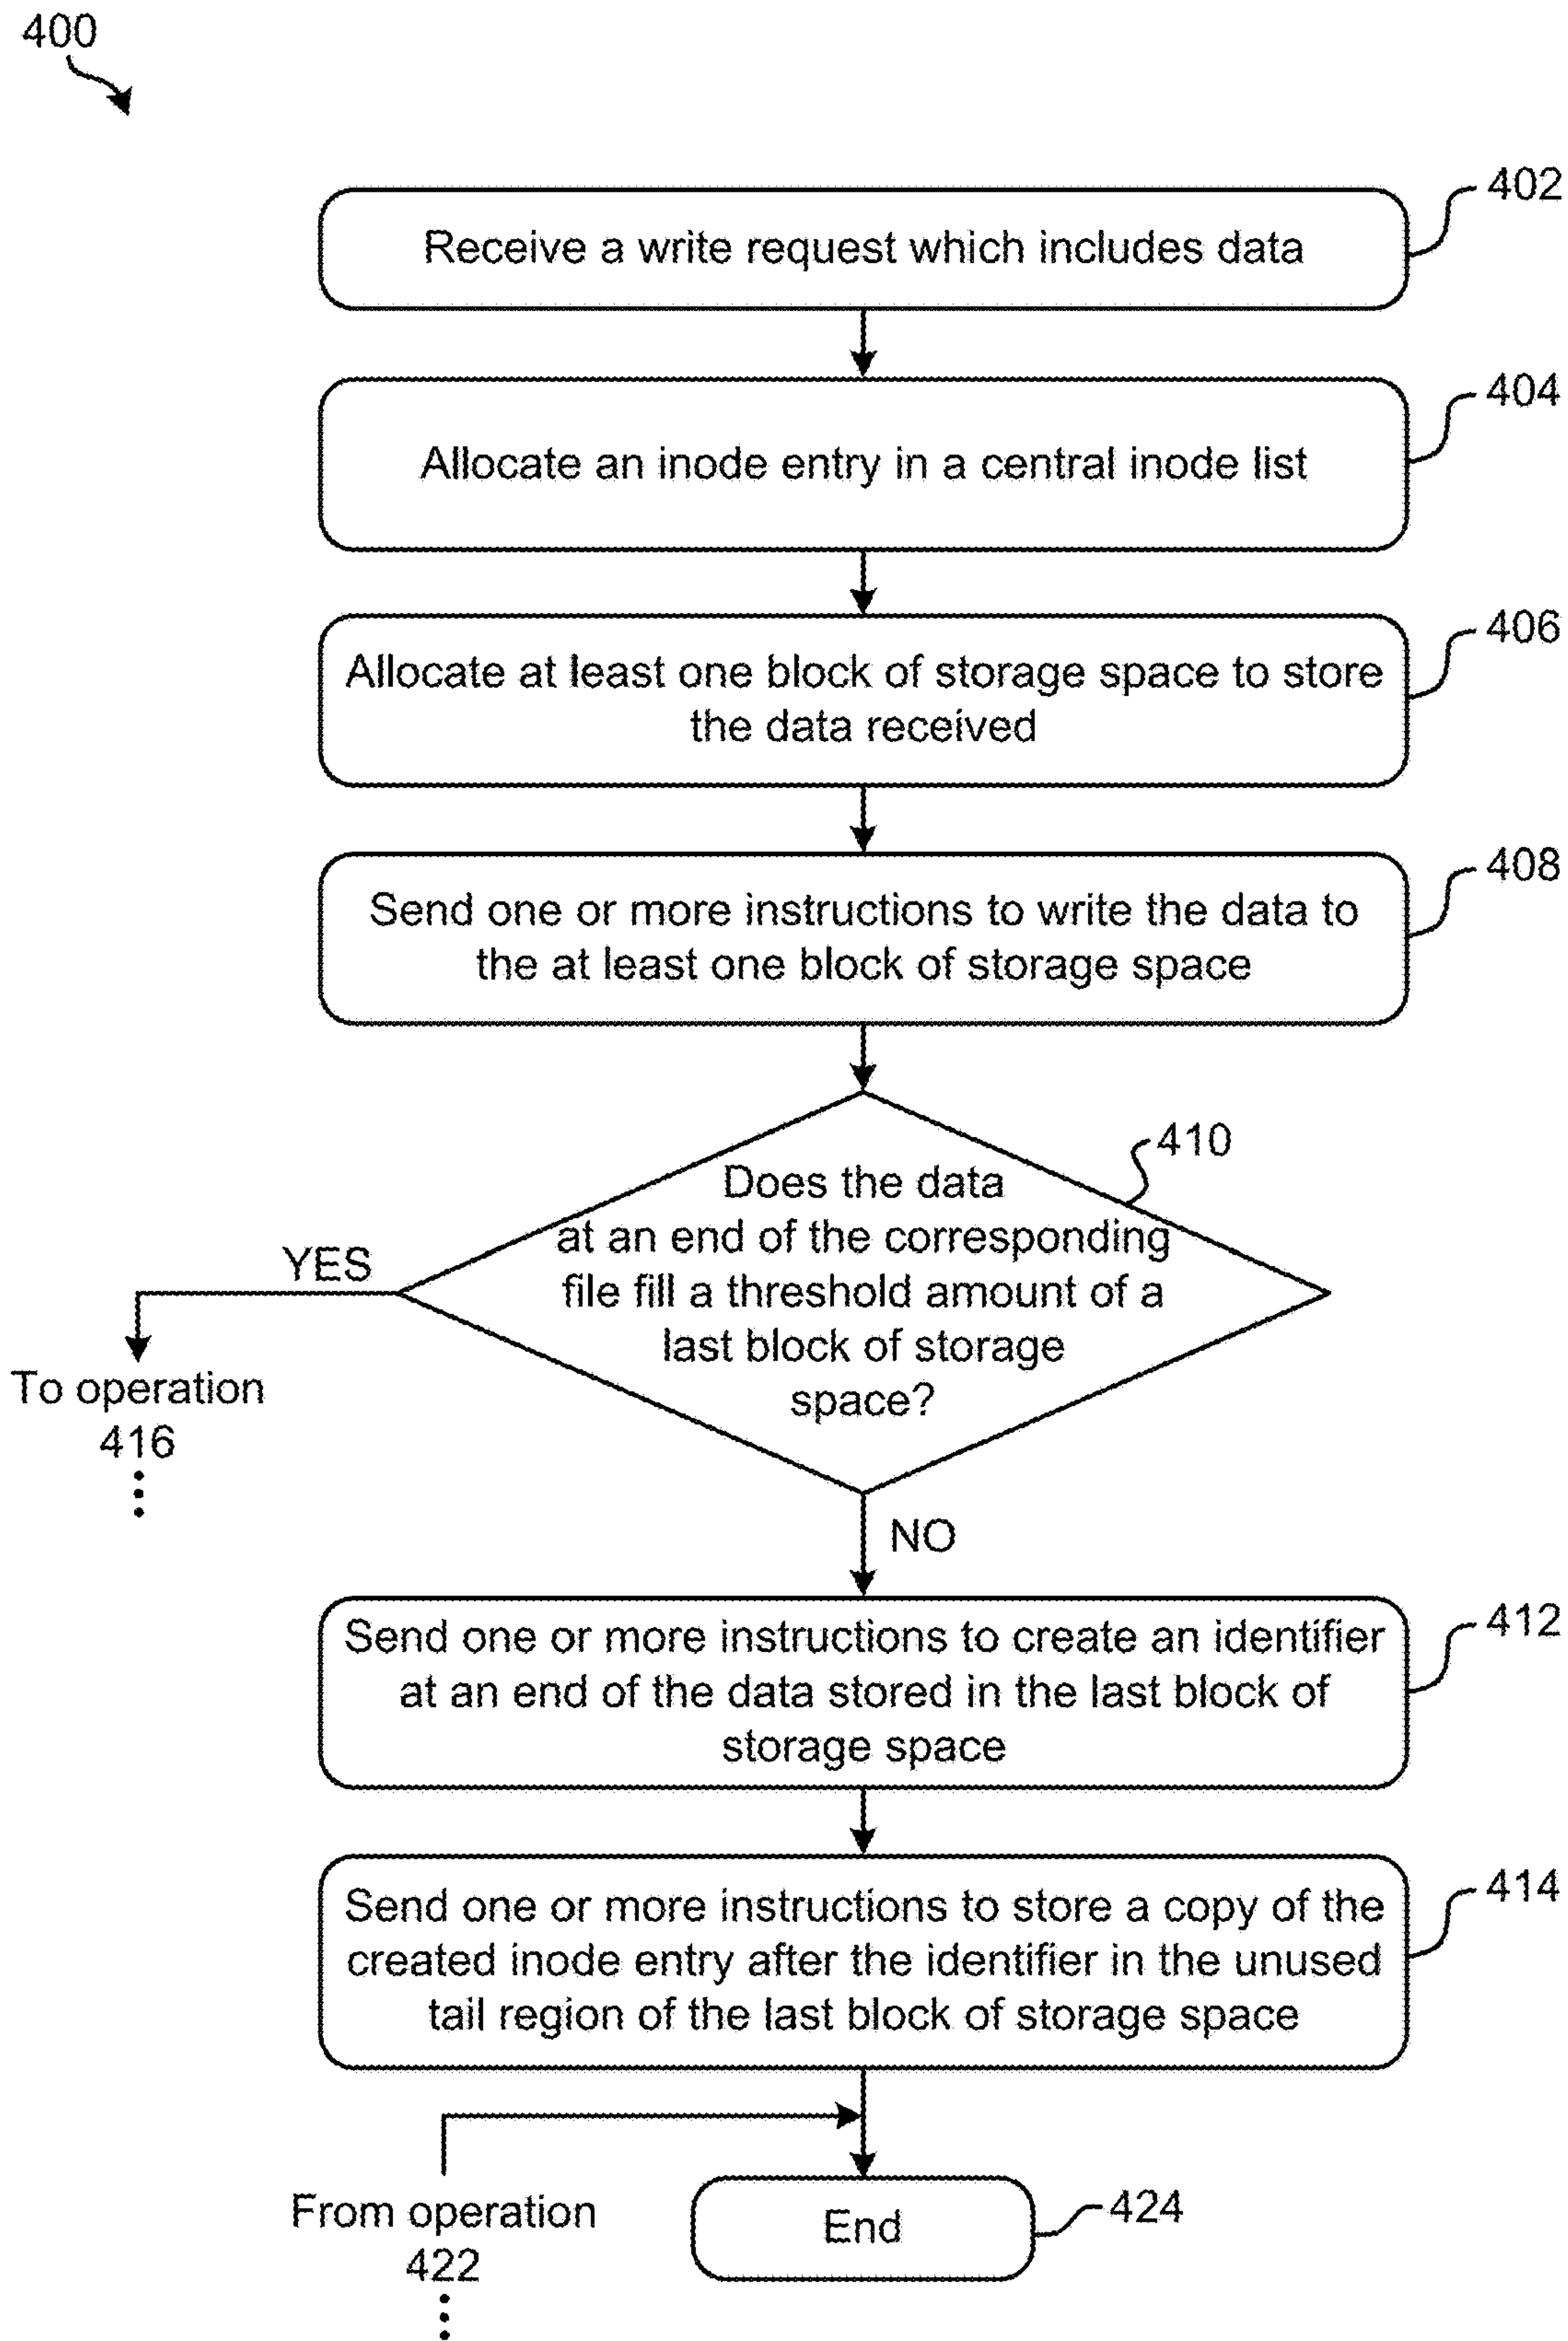 400
402
Receive a write request which includes data
404
Allocate an inode entry in a central inode list
406
Allocate at least one block of storage space to store
the data received
408
Send one or more instructions to write the data to
the at least one block of storage space
410
Does the data
at an end of the corresponding
file fill a threshold amount of a
last block of storage
space?
YES
To operation
416
NO
412
Send one or more instructions to create an identifier
at an end of the data stored in the last block of
storage space
414
Send one or more instructions to store a copy of the
created inode entry after the identifier in the unused
tail region of the last block of storage space
From operation
422
End
424